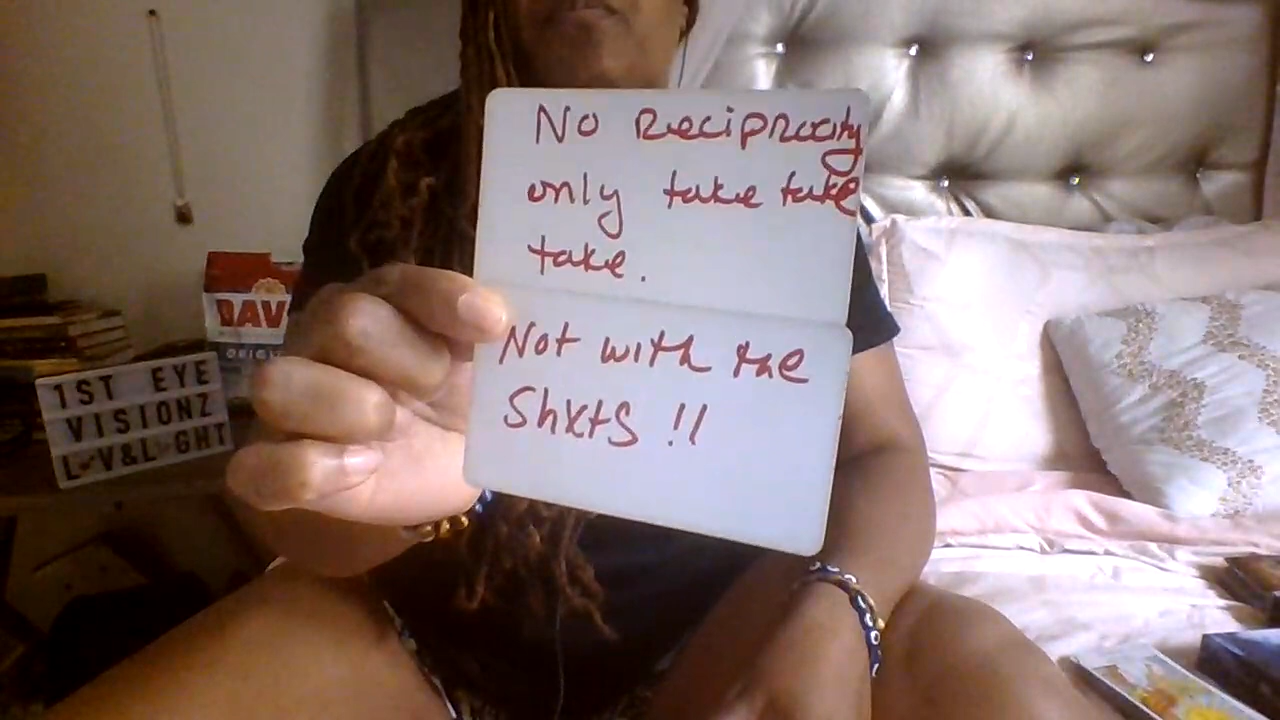 No Reciprocity
only take take
take.
Not with the
Shxts !!
1ST EYE
VISIONZ
L V&L GHT
DAV